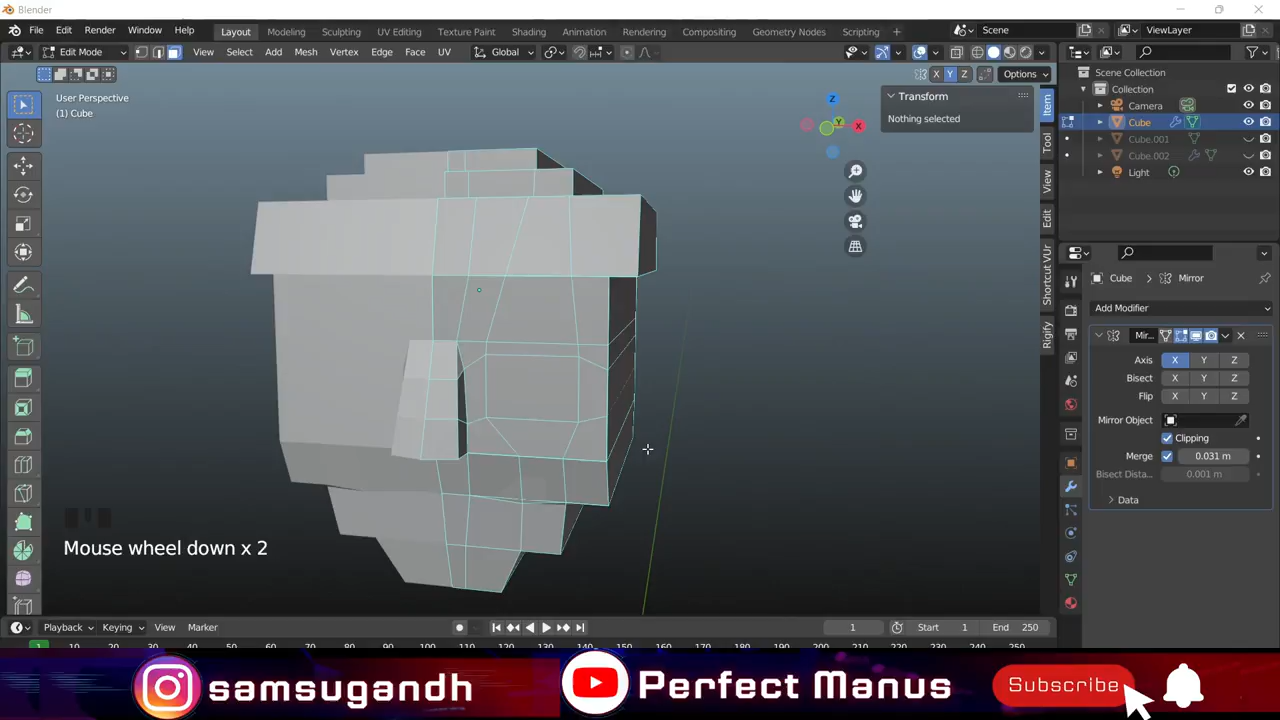 Blender
File Edit Render Window Help
Layout Modeling Sculpting UV Editing Texture Paint Shading Animation Rendering Compositing Geometry Nodes Scripting +
Scene
ViewLayer
Edit Mode View Select Add Mesh Vertex Edge Face UV Global
X Y Z Options
User Perspective
(1) Cube
Z
Y
X
Transform
Nothing selected
Item
Tool
View
Edit
Shortcut VUr
Rigify
Scene Collection
Collection
Camera
Cube
Cube.001
Cube.002
Light
Cube Mirror
Add Modifier
Mir...
Axis X Y Z
Bisect X Y Z
Flip X Y Z
Mirror Object
Clipping
Merge 0.031 m
Bisect Dista... 0.001 m
Data
Mouse wheel down x 2
Playback Keying View Marker 1 Start 1 End 250
1
samsugandh
Perfect Manus
Subscribe